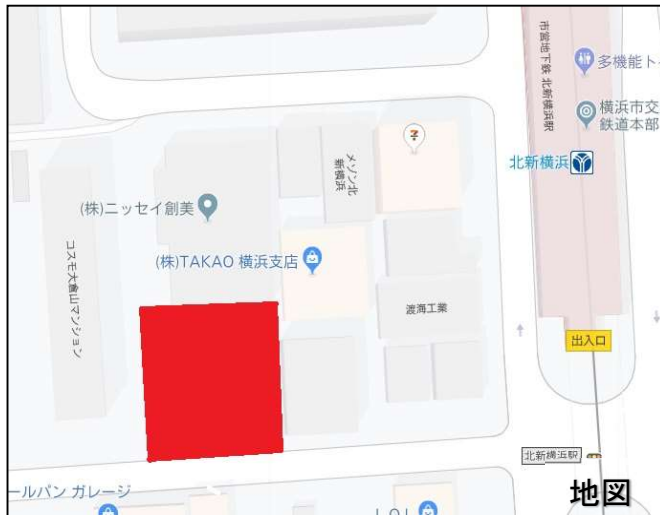 市営地下鉄 北新横浜駅
多機能ト
横浜市交
鉄道本部
北新横浜
メゾン北
新横浜
(株)ニッセイ創美
(株)TAKAO 横浜支店
コスモ大倉山マンション
渡海工業
出入口
北新横浜駅
ールパン ガレージ
地図